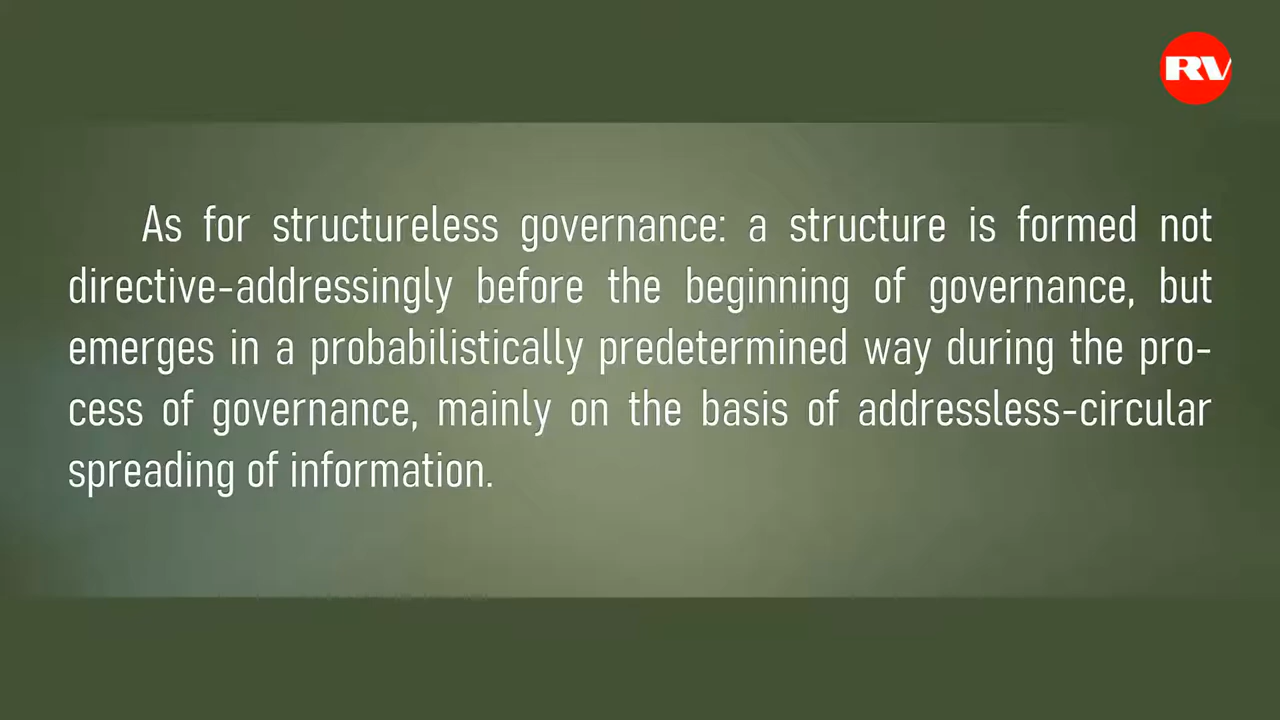 RV
As for structureless governance: a structure is formed not
directive-addressingly before the beginning of governance, but
emerges in a probabilistically predetermined way during the pro-
cess of governance, mainly on the basis of addressless-circular
spreading of information.